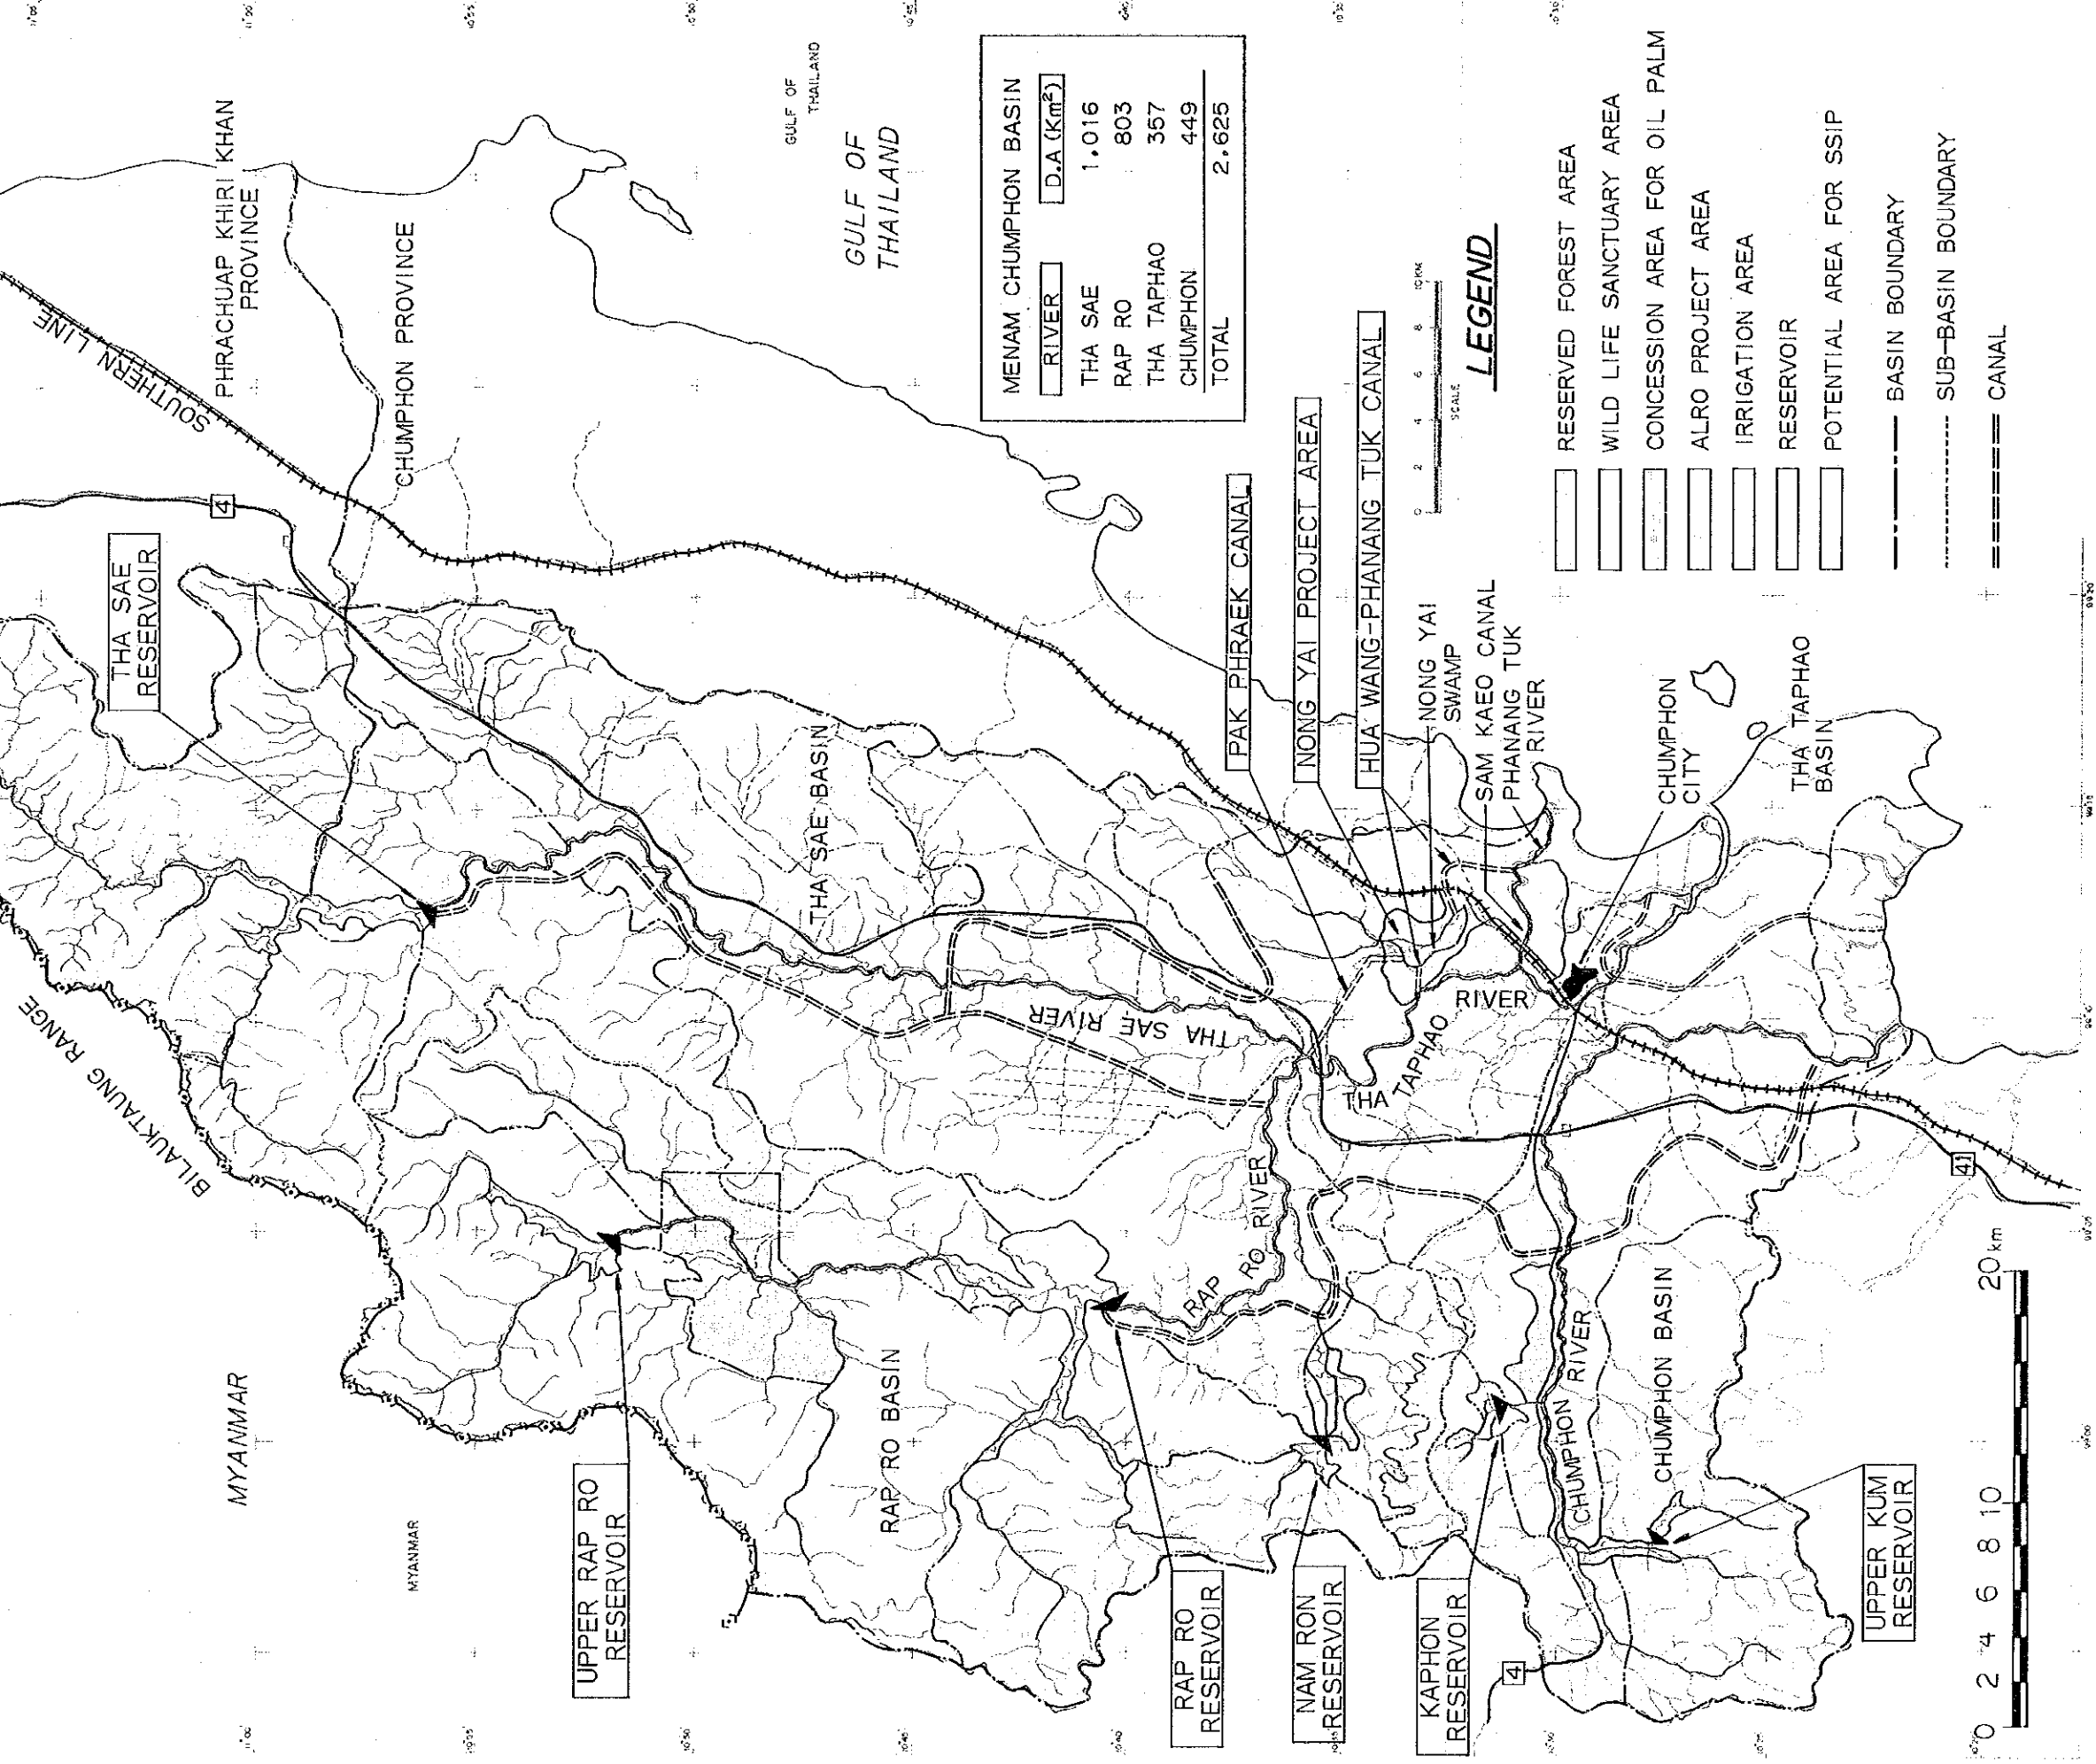 PHRACHUAP KHIRI KHAN
PROVINCE
CHUMPHON PROVINCE
SOUTHERN LINE
GULF OF
THAILAND
GULF OF
THAILAND
MENAM CHUMPHON BASIN
RIVER D.A (Km²)
THA SAE 1.016
RAP RO 803
THA TAPHAO 357
CHUMPHON 449
TOTAL 2.625
4
THA SAE
RESERVOIR
THA SAE BASIN
BILAUKTAUNG RANGE
THA SAE RIVER
MYANMAR
MYANMAR
UPPER RAP RO
RESERVOIR
RAP RO BASIN
RAP RO RIVER
RAP RO
RESERVOIR
NAM RON
RESERVOIR
KAPHON
RESERVOIR
UPPER KUM
RESERVOIR
4
CHUMPHON RIVER
CHUMPHON BASIN
41
THA TAPHAO RIVER
PAK PHRAEK CANAL
NONG YAI PROJECT AREA
HUA WANG-PHANANG TUK CANAL
NONG YAI
SWAMP
SAM KAEO CANAL
PHANANG TUK
RIVER
CHUMPHON
CITY
THA TAPHAO
BASIN
0 2 4 6 8 10 KM
SCALE
LEGEND
RESERVED FOREST AREA
WILD LIFE SANCTUARY AREA
CONCESSION AREA FOR OIL PALM
ALRO PROJECT AREA
IRRIGATION AREA
RESERVOIR
POTENTIAL AREA FOR SSIP
BASIN BOUNDARY
SUB-BASIN BOUNDARY
CANAL
0 2 4 6 8 10 20 km